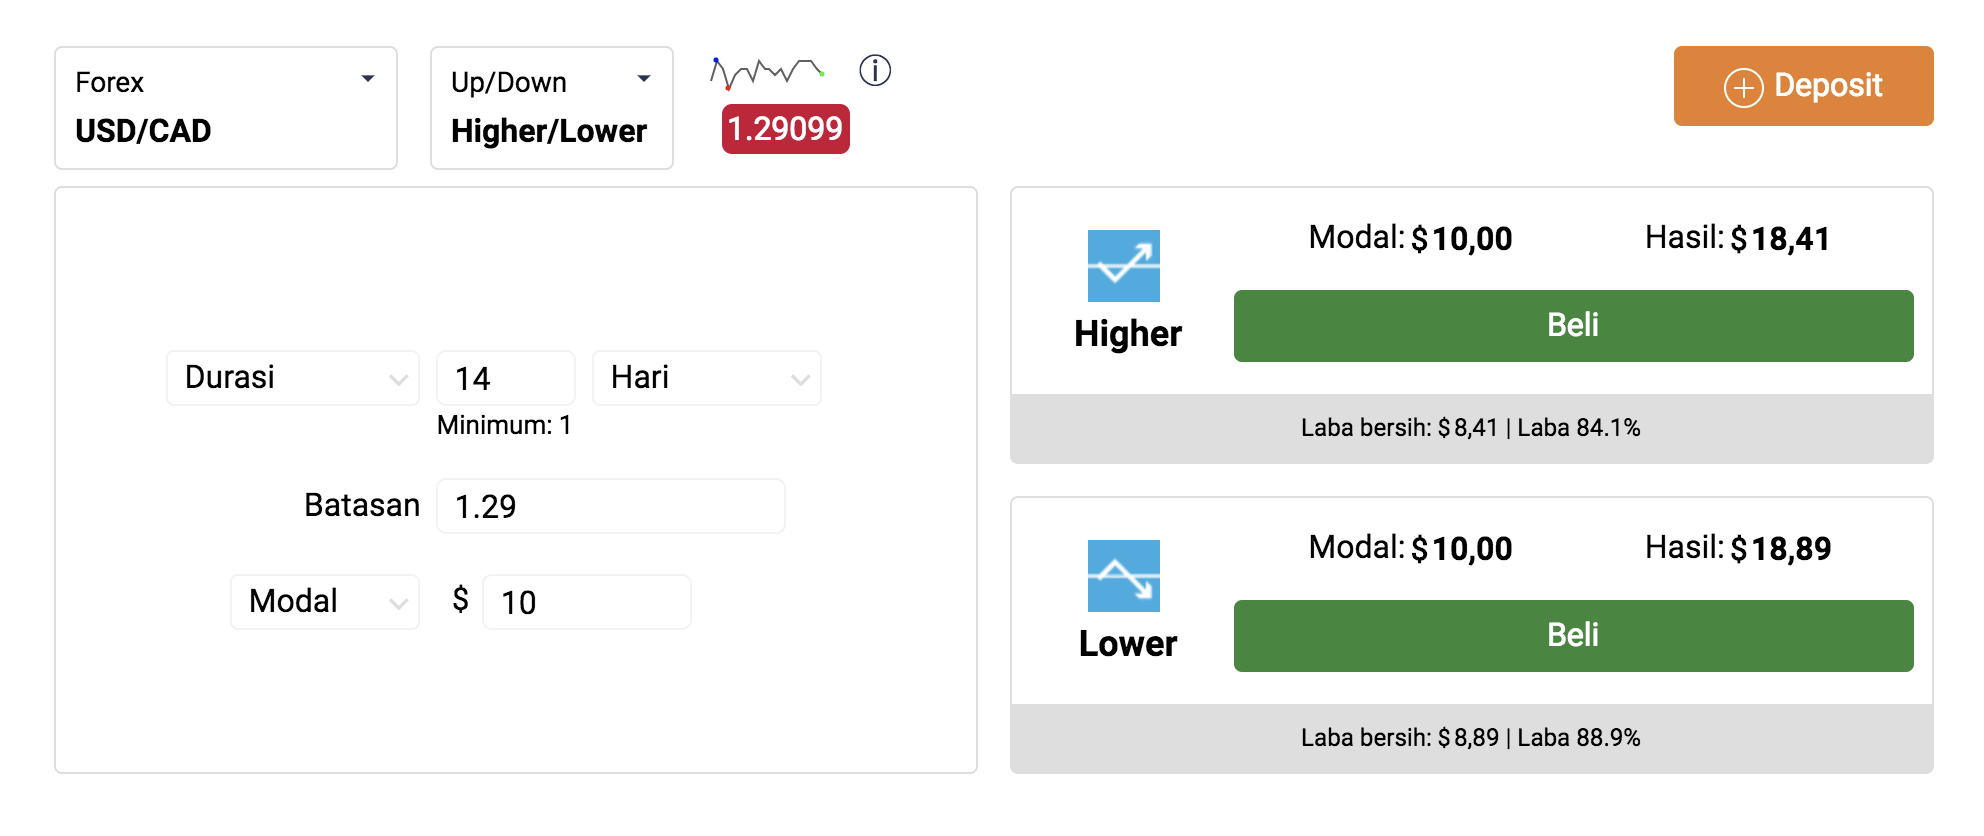 Forex
USD/CAD
Up/Down
Higher/Lower
1.29099
Deposit
Durasi
14
Hari
Minimum: 1
Batasan
1.29
Modal
$
10
Modal: $10,00
Hasil: $18,41
Higher
Beli
Laba bersih: $8,41 | Laba 84.1%
Modal: $10,00
Hasil: $18,89
Lower
Beli
Laba bersih: $8,89 | Laba 88.9%